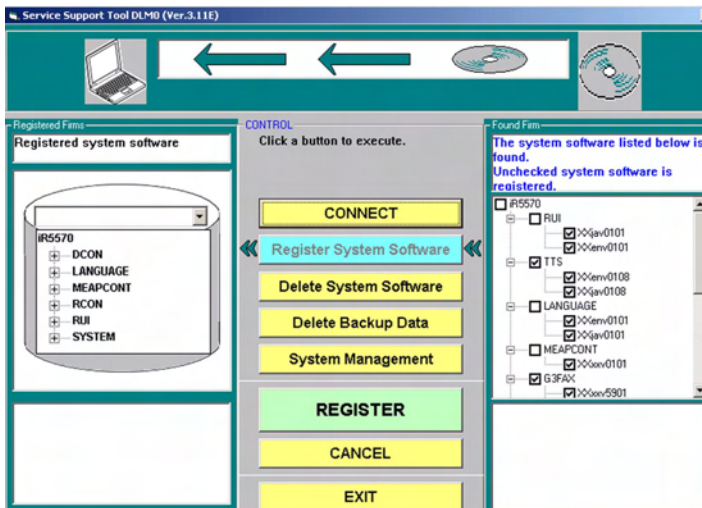 Service Support Tool DLM0 (Ver.3.11E)
Registered Firms
Registered system software
iR5570
DCON
LANGUAGE
MEAPCONT
RCON
RUI
SYSTEM
CONTROL
Click a button to execute.
CONNECT
Register System Software
Delete System Software
Delete Backup Data
System Management
REGISTER
CANCEL
EXIT
Found Firm
The system software listed below is
found.
Unchecked system software is
registered.
iR5570
RUI
XXjav0101
XXenv0101
TTS
XXenv0108
XXjav0108
LANGUAGE
XXenv0101
XXjav0101
MEAPCONT
XXxxv0101
G3FAX
XXxxv5901